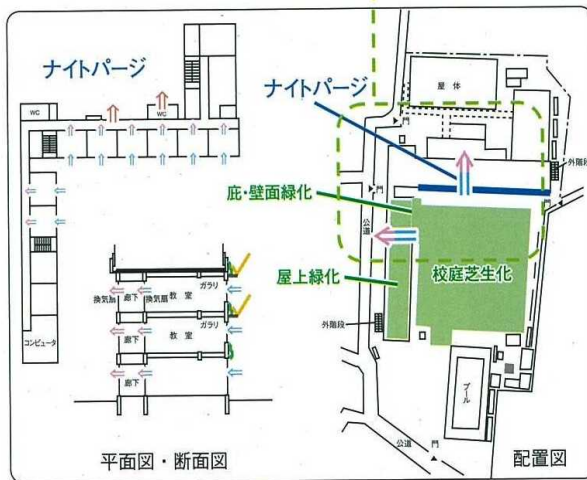 ナイトパージ
WC
WC
コンピュータ
ガラリ
換気扇
廊下
換気扇
教室
ガラリ
廊下
教室
廊下
平面図・断面図
ナイトパージ
屋体
門
外階段
門
門
庇・壁面緑化
公道
屋上緑化
校庭芝生化
外階段
プール
公道
門
配置図